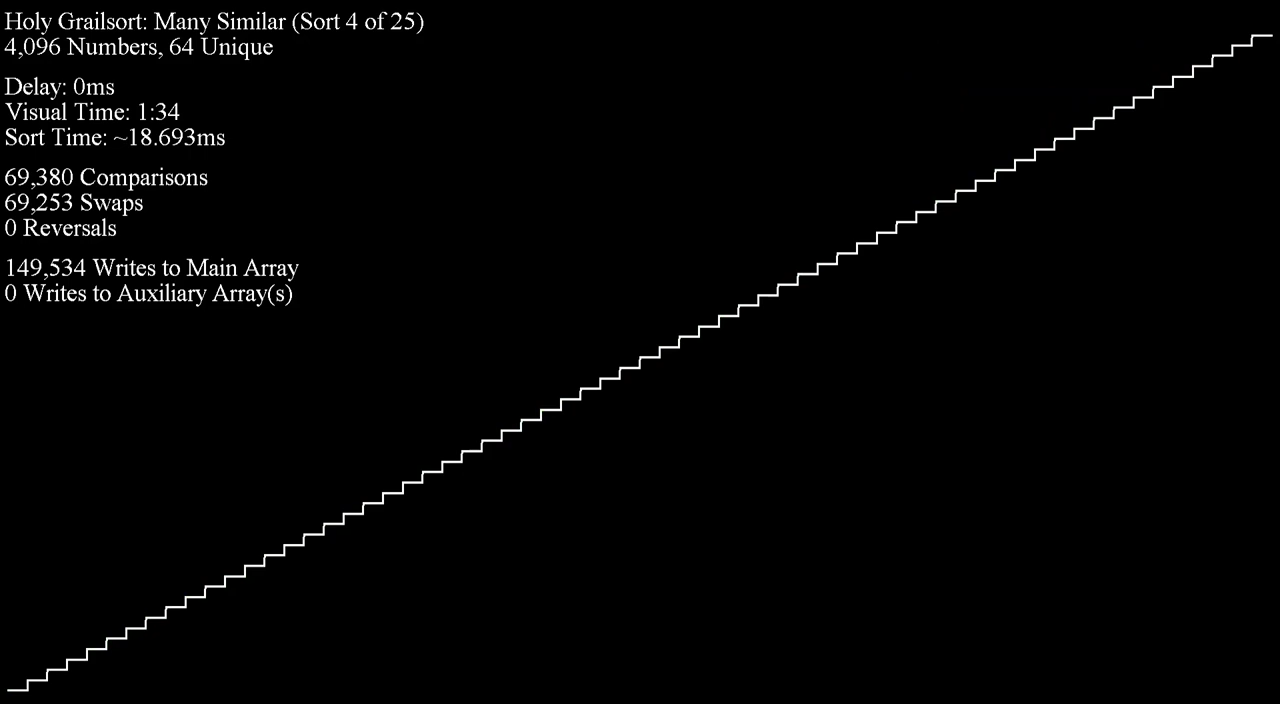 Holy Grailsort: Many Similar (Sort 4 of 25)
4,096 Numbers, 64 Unique
Delay: 0ms
Visual Time: 1:34
Sort Time: ~18.693ms
69,380 Comparisons
69,253 Swaps
0 Reversals
149,534 Writes to Main Array
0 Writes to Auxiliary Array(s)